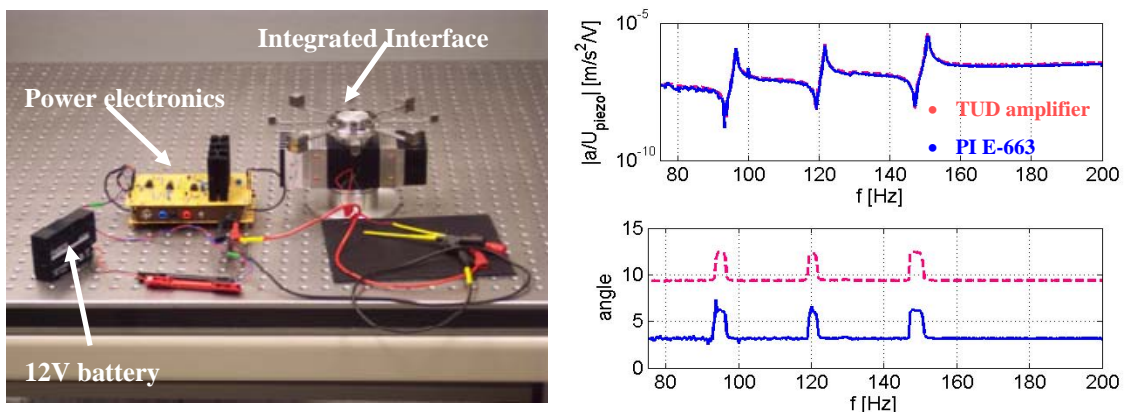 Integrated Interface
Power electronics
12V battery
|a/U_piezo| [m/s²/V]
10⁻⁵
10⁻¹⁰
TUD amplifier
PI E-663
80 100 120 140 160 180 200
f [Hz]
angle
15
10
5
0
80 100 120 140 160 180 200
f [Hz]